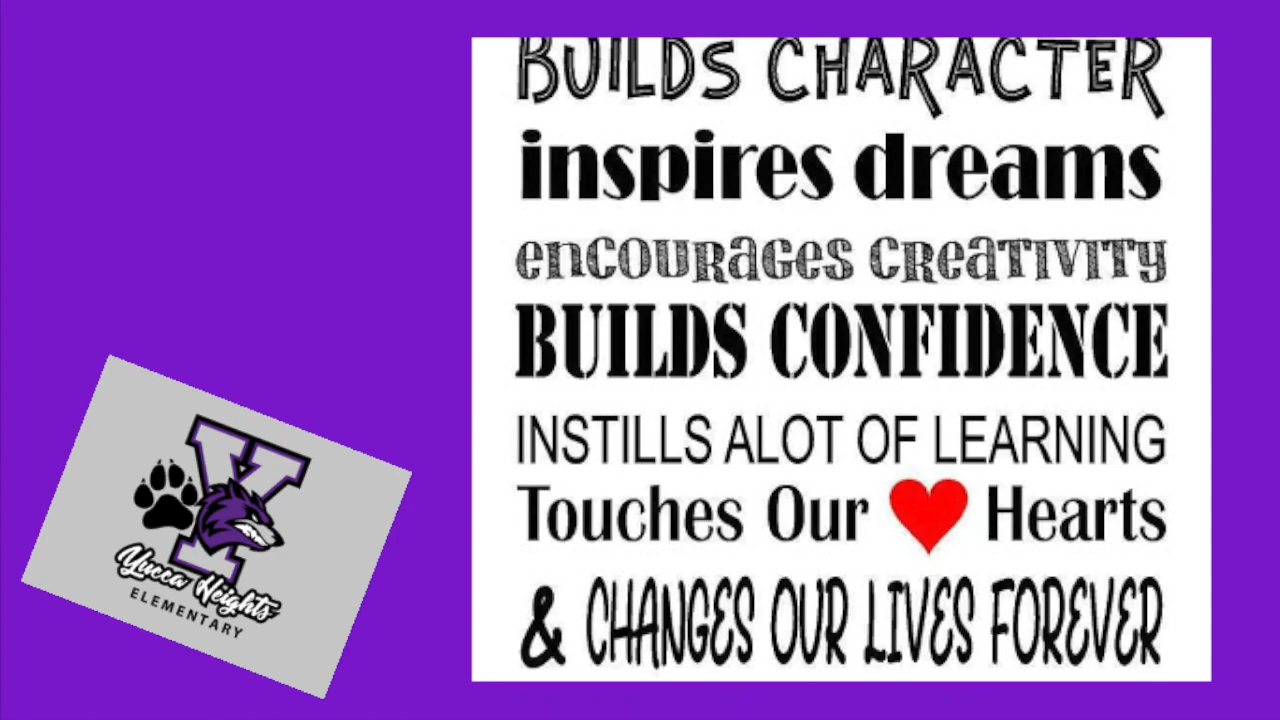 BUILDS CHARACTER
inspires dreams
encourages creativity
BUILDS CONFIDENCE
INSTILLS ALOT OF LEARNING
Touches Our Hearts
& CHANGES OUR LIVES FOREVER
Y
Yucca Heights
ELEMENTARY